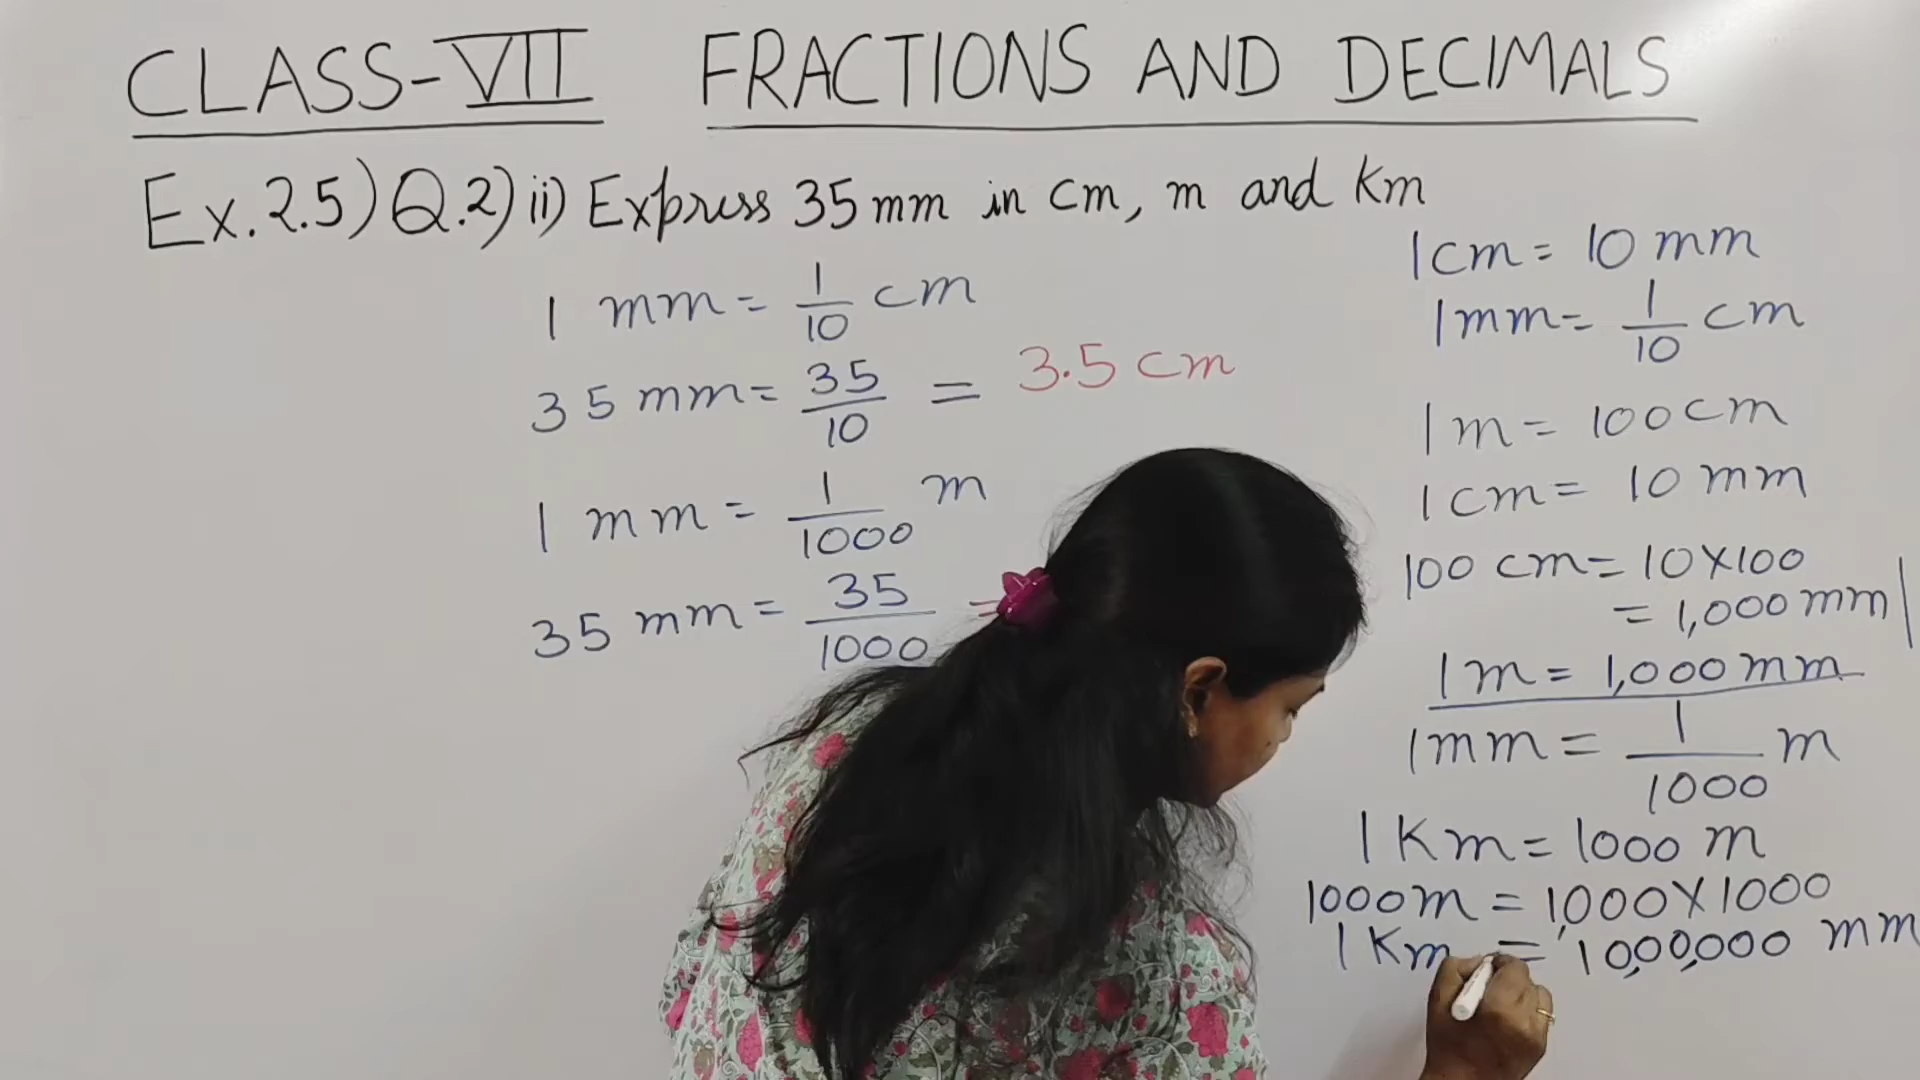 CLASS-VII FRACTIONS AND DECIMALS
Ex.2.5) Q.2) ii) Express 35 mm in cm, m and Km
1 mm = 1/10 cm
35 mm = 35/10 = 3.5 cm
1 mm = 1/1000 m
35 mm = 35/1000 =
1 cm = 10 mm
1 mm = 1/10 cm
1 m = 100 cm
1 cm = 10 mm
100 cm = 10 X 100
= 1,000 mm
1 m = 1,000 mm
1 mm = 1/1000 m
1 Km = 1000 m
1000 m = 1,000 X 1000
1 Km = 10,00,000 mm